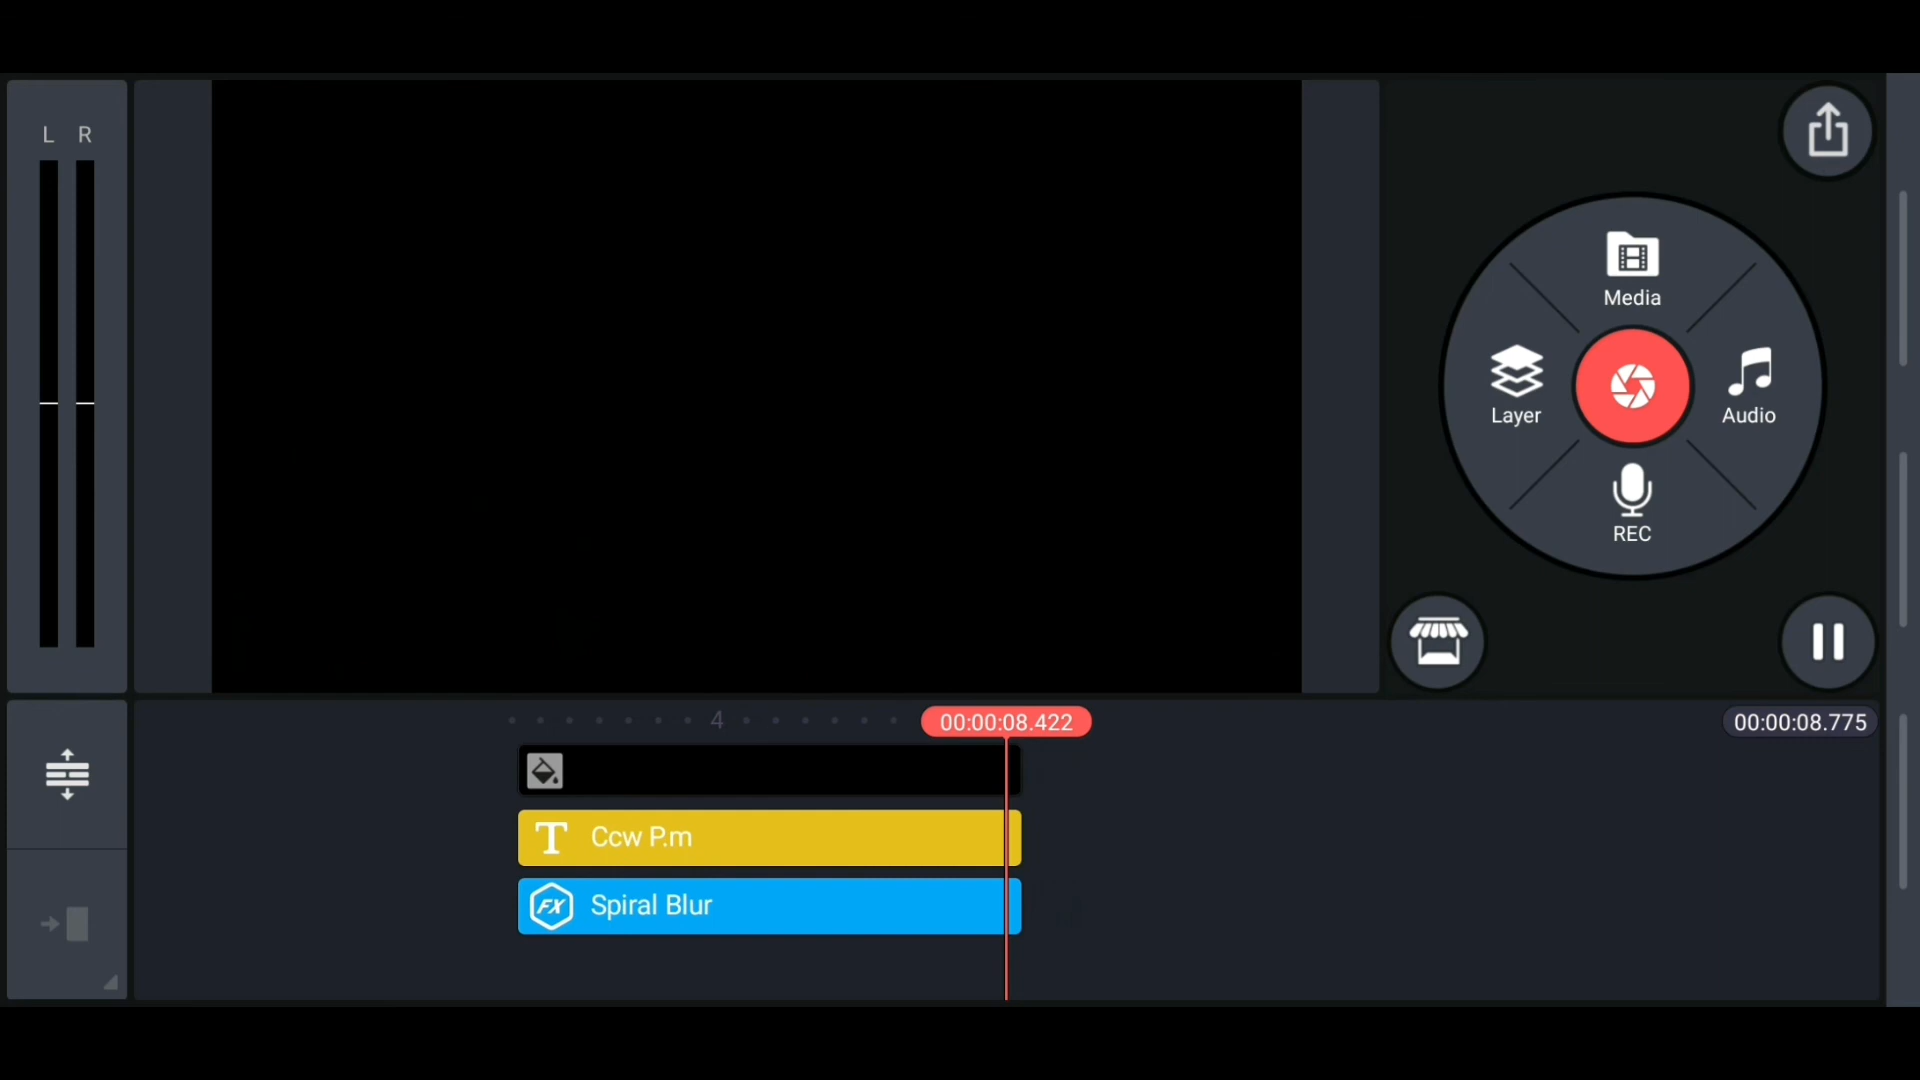 L R
Media
Layer
Audio
REC
4
00:00:08.422
00:00:08.775
T Ccw P.m
FX Spiral Blur